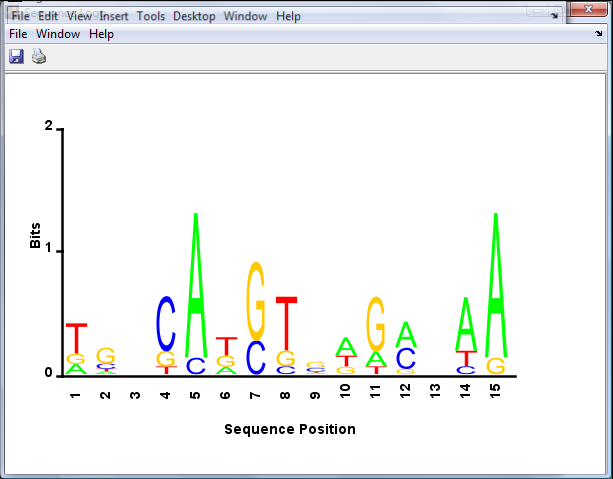 File Edit View Insert Tools Desktop Window Help
File Window Help
2
1
0
Bits
T G A
G C T A
C G T
A C
T G A
G C
T G C
G C T
A T G
G A T
A C G
A T C
A G
1 2 3 4 5 6 7 8 9 10 11 12 13 14 15
Sequence Position